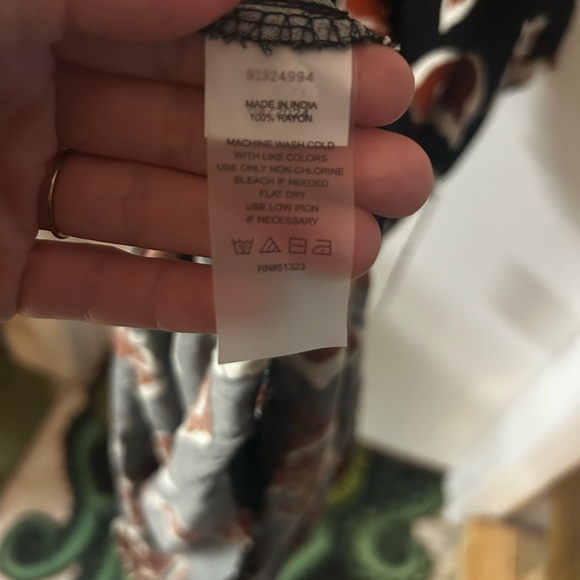 91324994
MADE IN INDIA
100% RAYON
MACHINE WASH COLD
WITH LIKE COLORS
USE ONLY NON-CHLORINE
BLEACH IF NEEDED
FLAT DRY
USE LOW IRON
IF NECESSARY
RN#51323